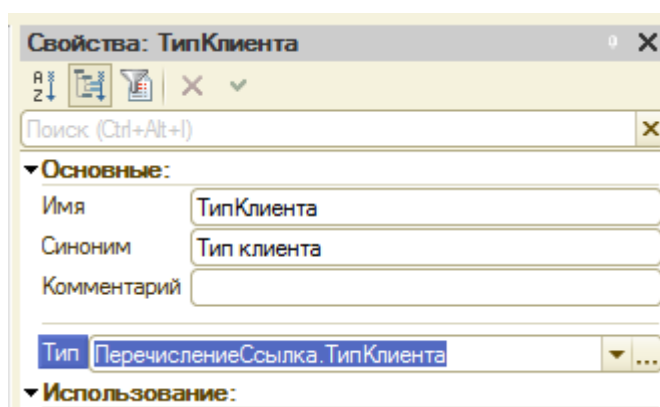 Свойства: ТипКлиента
Поиск (Ctrl+Alt+I)
Основные:
Имя ТипКлиента
Синоним Тип клиента
Комментарий
Тип ПеречислениеСсылка.ТипКлиента
Использование: